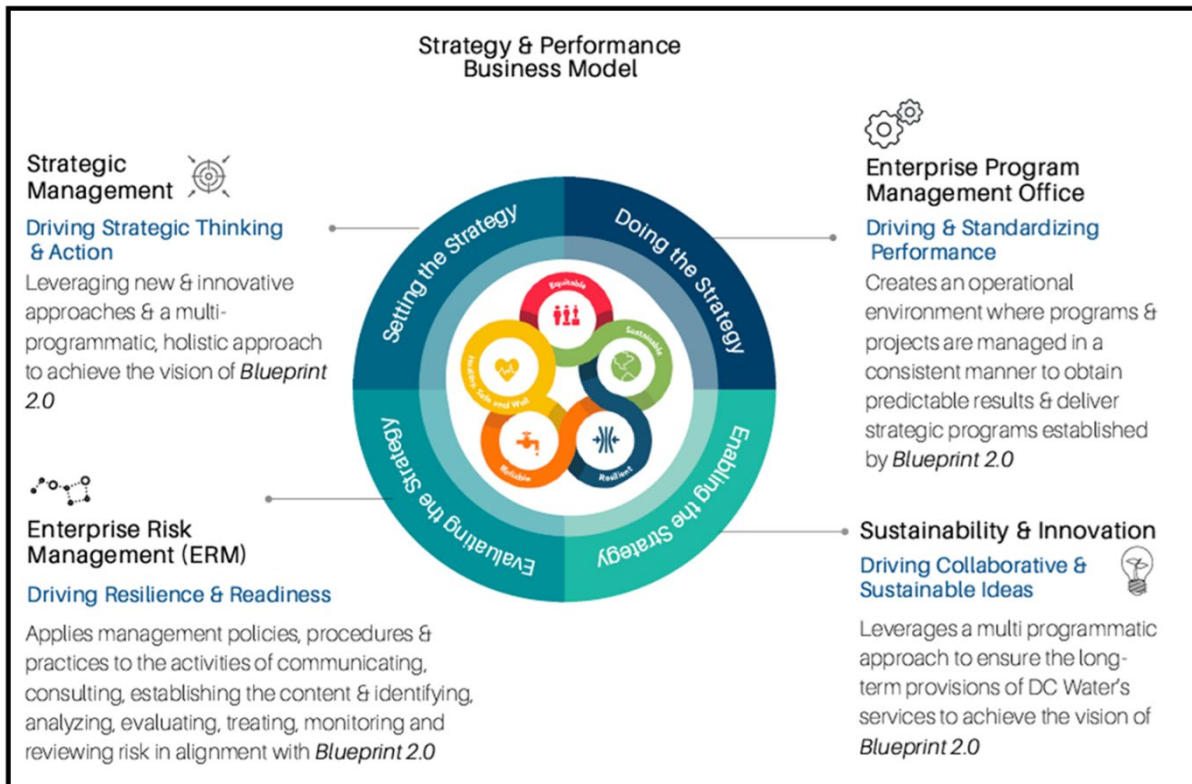 Strategy & Performance
Business Model
Strategic
Management
Driving Strategic Thinking
& Action
Leveraging new & innovative
approaches & a multi-
programmatic, holistic approach
to achieve the vision of Blueprint
2.0
Enterprise Program
Management Office
Driving & Standardizing
Performance
Creates an operational
environment where programs &
projects are managed in a
consistent manner to obtain
predictable results & deliver
strategic programs established
by Blueprint 2.0
Setting the Strategy
Doing the Strategy
Evaluating the Strategy
Enabling the Strategy
Equitable
Sustainable
Healthy, Safe and Well
Reliable
Resilient
Enterprise Risk
Management (ERM)
Driving Resilience & Readiness
Applies management policies, procedures &
practices to the activities of communicating,
consulting, establishing the content & identifying,
analyzing, evaluating, treating, monitoring and
reviewing risk in alignment with Blueprint 2.0
Sustainability & Innovation
Driving Collaborative &
Sustainable Ideas
Leverages a multi programmatic
approach to ensure the long-
term provisions of DC Water's
services to achieve the vision of
Blueprint 2.0